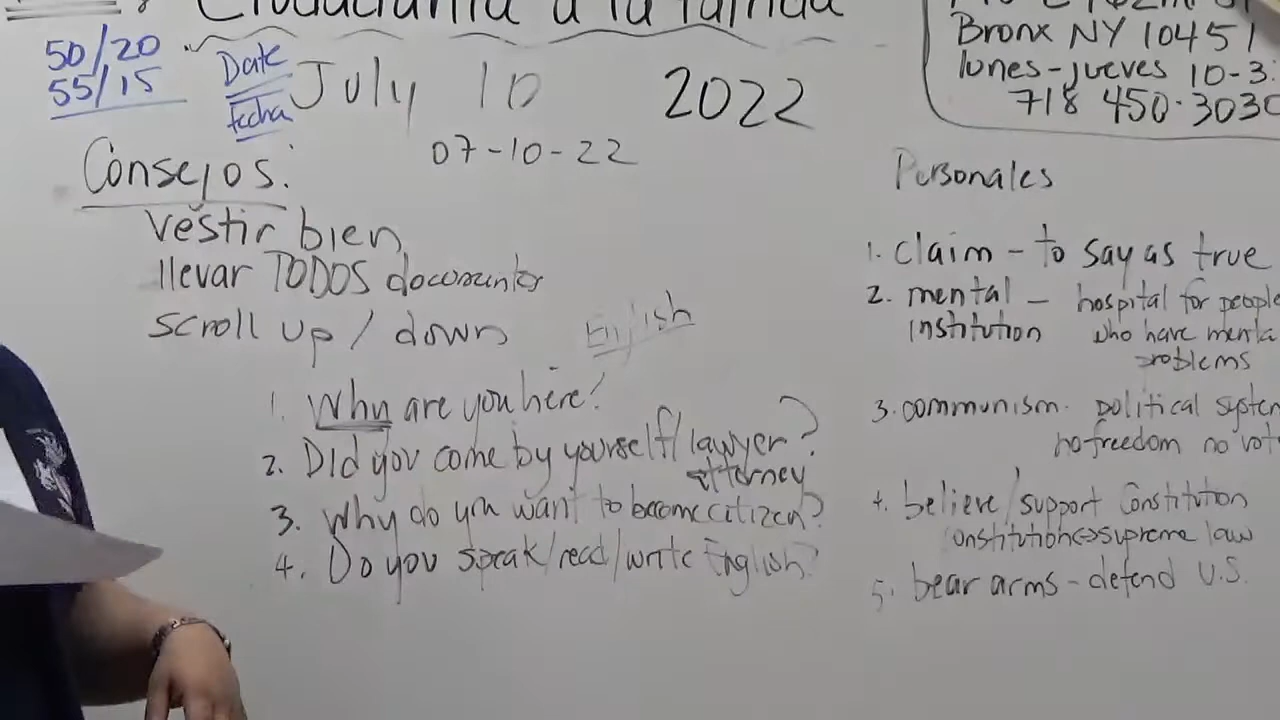 50/20
55/15
Date
Fecha
July 10 2022
07-10-22
Bronx NY 10451
lunes-jueves 10-3:
718 450-3030
Consejos:
vestir bien
llevar TODOS documentos
scroll up / down
English
1. Why are you here?
2. Did you come by yourself/lawyer?
attorney
3. Why do you want to become citizen?
4. Do you speak/read/write English?
Personales
1. claim - to say as true
2. mental - hospital for people
institution who have menta
problems
3. communism. political system
no freedom no vot
4. believe/support Constitution
onstitution supreme law
5. bear arms - defend U.S.